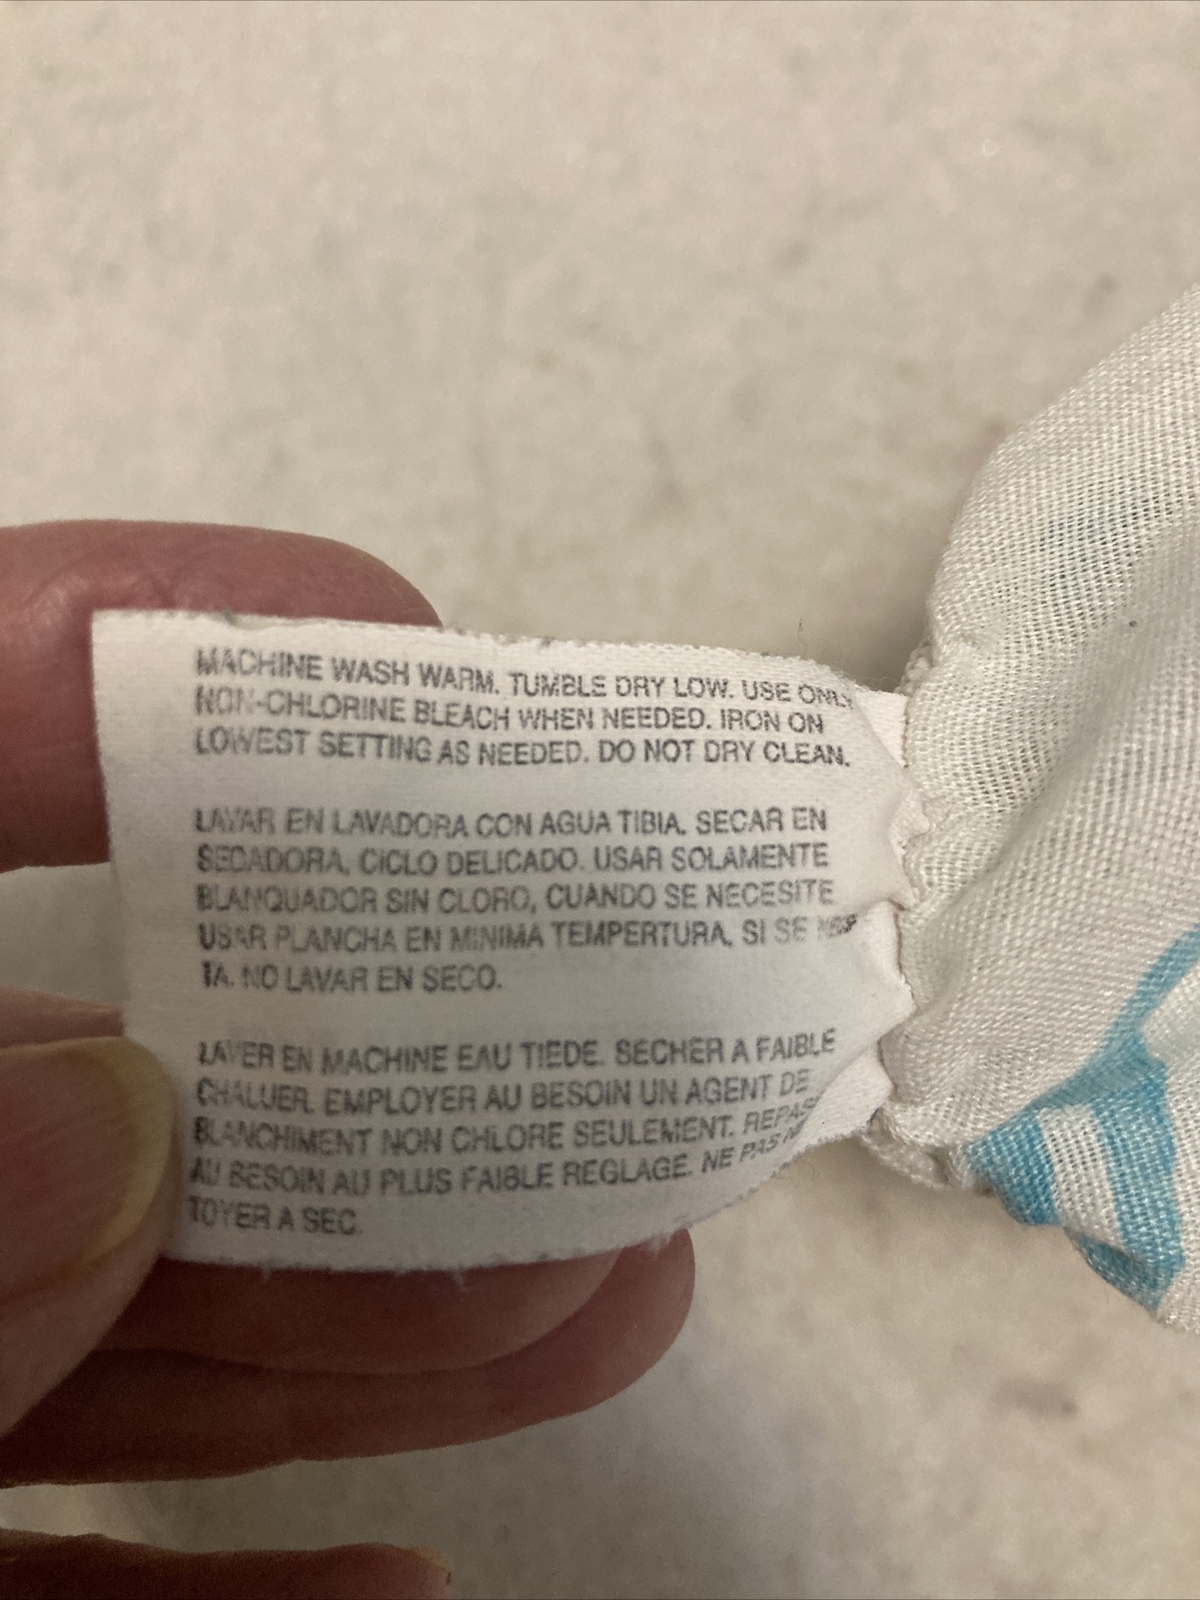 MACHINE WASH WARM. TUMBLE DRY LOW. USE ONLY
NON-CHLORINE BLEACH WHEN NEEDED. IRON ON
LOWEST SETTING AS NEEDED. DO NOT DRY CLEAN.
LAVAR EN LAVADORA CON AGUA TIBIA. SECAR EN
SECADORA, CICLO DELICADO. USAR SOLAMENTE
BLANQUADOR SIN CLORO, CUANDO SE NECESITE
USAR PLANCHA EN MINIMA TEMPERTURA, SI SE
TA. NO LAVAR EN SECO.
LAVER EN MACHINE EAU TIEDE. SECHER A FAIBLE
CHALUER. EMPLOYER AU BESOIN UN AGENT DE
BLANCHIMENT NON CHLORE SEULEMENT.
AU BESOIN AU PLUS FAIBLE REGLAGE. NE PAS
TOYER A SEC.